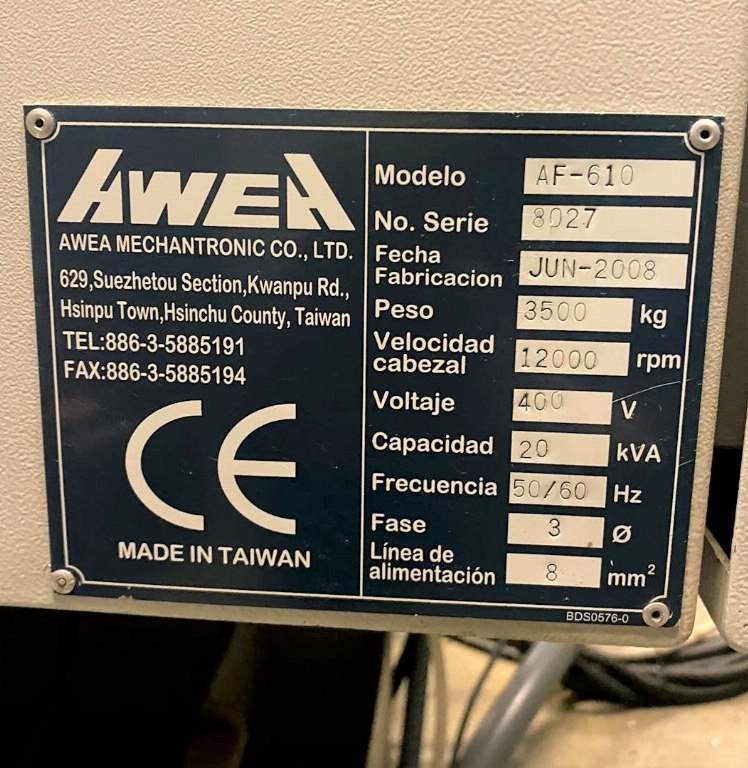 AWEA
AWEA MECHANTRONIC CO., LTD.
629,Suezhetou Section,Kwanpu Rd.,
Hsinpu Town,Hsinchu County, Taiwan
TEL:886-3-5885191
FAX:886-3-5885194
CE
MADE IN TAIWAN
Modelo AF-610
No. Serie 8027
Fecha
Fabricacion JUN-2008
Peso 3500 kg
Velocidad
cabezal 12000 rpm
Voltaje 400 V
Capacidad 20 kVA
Frecuencia 50/60 Hz
Fase 3 Ø
Línea de
alimentación 8 mm²
BDS0576-0